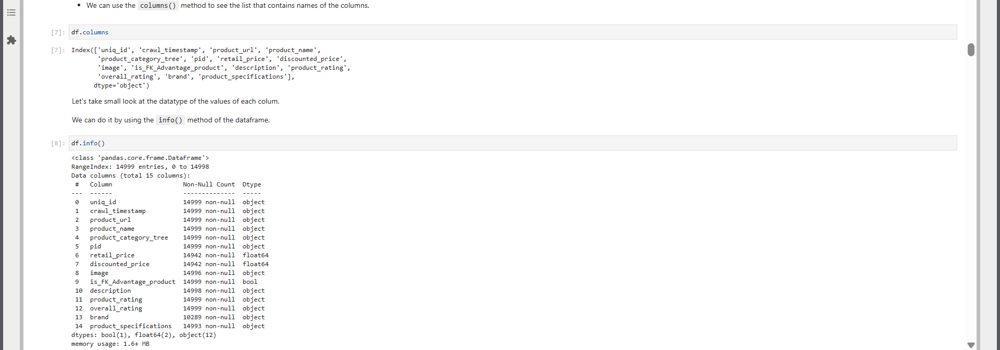 • We can use the columns() method to see the list that contains names of the columns.
[7]: df.columns
[7]: Index(['uniq_id', 'crawl_timestamp', 'product_url', 'product_name',
'product_category_tree', 'pid', 'retail_price', 'discounted_price',
'image', 'is_FK_Advantage_product', 'description', 'product_rating',
'overall_rating', 'brand', 'product_specifications'],
dtype='object')
Let's take small look at the datatype of the values of each colum.
We can do it by using the info() method of the dataframe.
[8]: df.info()
<class 'pandas.core.frame.DataFrame'>
RangeIndex: 14999 entries, 0 to 14998
Data columns (total 15 columns):
# Column Non-Null Count Dtype
--- ------ -------------- -----
0 uniq_id 14999 non-null object
1 crawl_timestamp 14999 non-null object
2 product_url 14999 non-null object
3 product_name 14999 non-null object
4 product_category_tree 14999 non-null object
5 pid 14999 non-null object
6 retail_price 14942 non-null float64
7 discounted_price 14942 non-null float64
8 image 14996 non-null object
9 is_FK_Advantage_product 14999 non-null bool
10 description 14998 non-null object
11 product_rating 14999 non-null object
12 overall_rating 14999 non-null object
13 brand 10289 non-null object
14 product_specifications 14993 non-null object
dtypes: bool(1), float64(2), object(12)
memory usage: 1.6+ MB